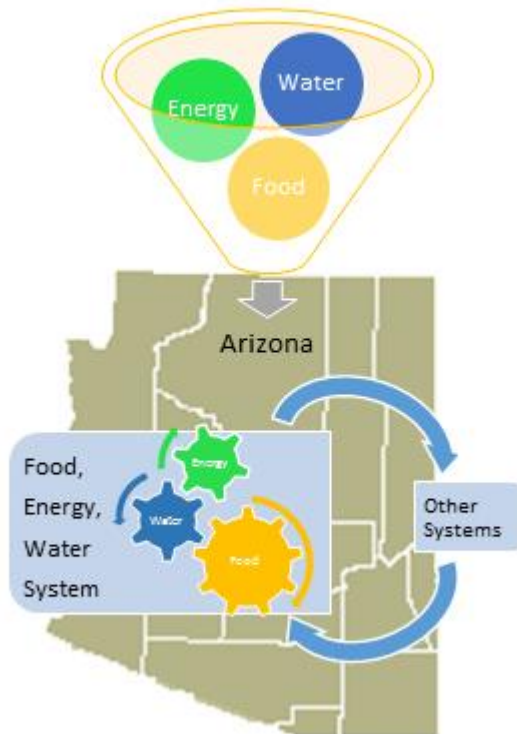 Water
Energy
Food
Arizona
Energy
Water
Food
Food,
Energy,
Water
System
Other
Systems